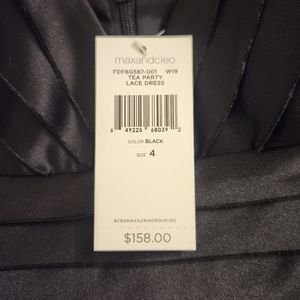 maxandcleo
FDF6G587-001 W19
TEA PARTY
LACE DRESS
6 49225 68039 2
COLOR BLACK
SIZE 4
BCBGMAXAZRIAGROUP,INC
$158.00